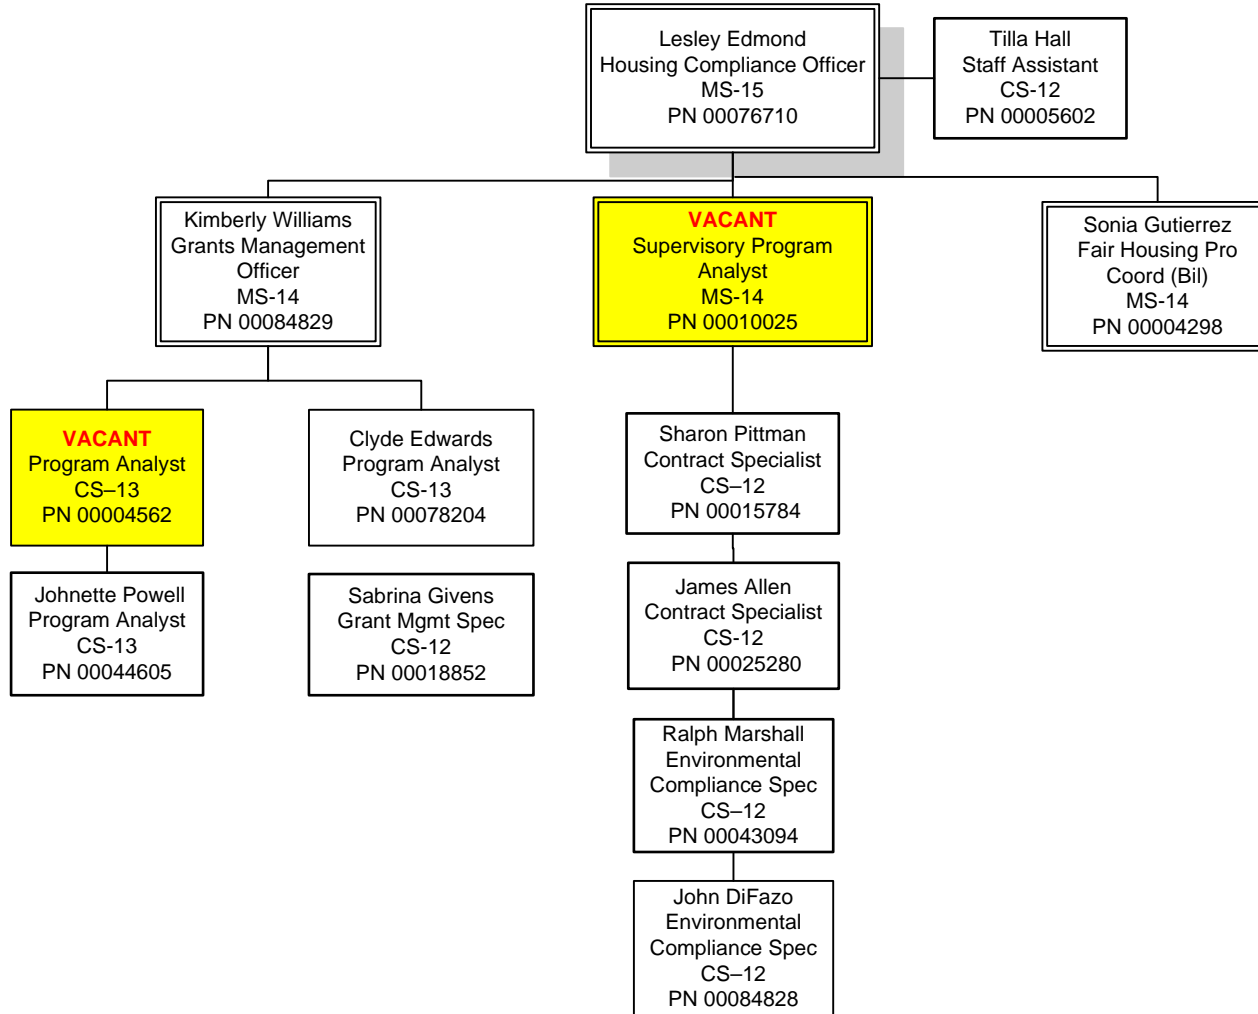 Lesley Edmond
Housing Compliance Officer
MS-15
PN 00076710
Tilla Hall
Staff Assistant
CS-12
PN 00005602
Kimberly Williams
Grants Management
Officer
MS-14
PN 00084829
VACANT
Supervisory Program
Analyst
MS-14
PN 00010025
Sonia Gutierrez
Fair Housing Pro
Coord (Bil)
MS-14
PN 00004298
VACANT
Program Analyst
CS–13
PN 00004562
Clyde Edwards
Program Analyst
CS-13
PN 00078204
Sharon Pittman
Contract Specialist
CS–12
PN 00015784
Johnette Powell
Program Analyst
CS-13
PN 00044605
Sabrina Givens
Grant Mgmt Spec
CS-12
PN 00018852
James Allen
Contract Specialist
CS-12
PN 00025280
Ralph Marshall
Environmental
Compliance Spec
CS–12
PN 00043094
John DiFazo
Environmental
Compliance Spec
CS–12
PN 00084828